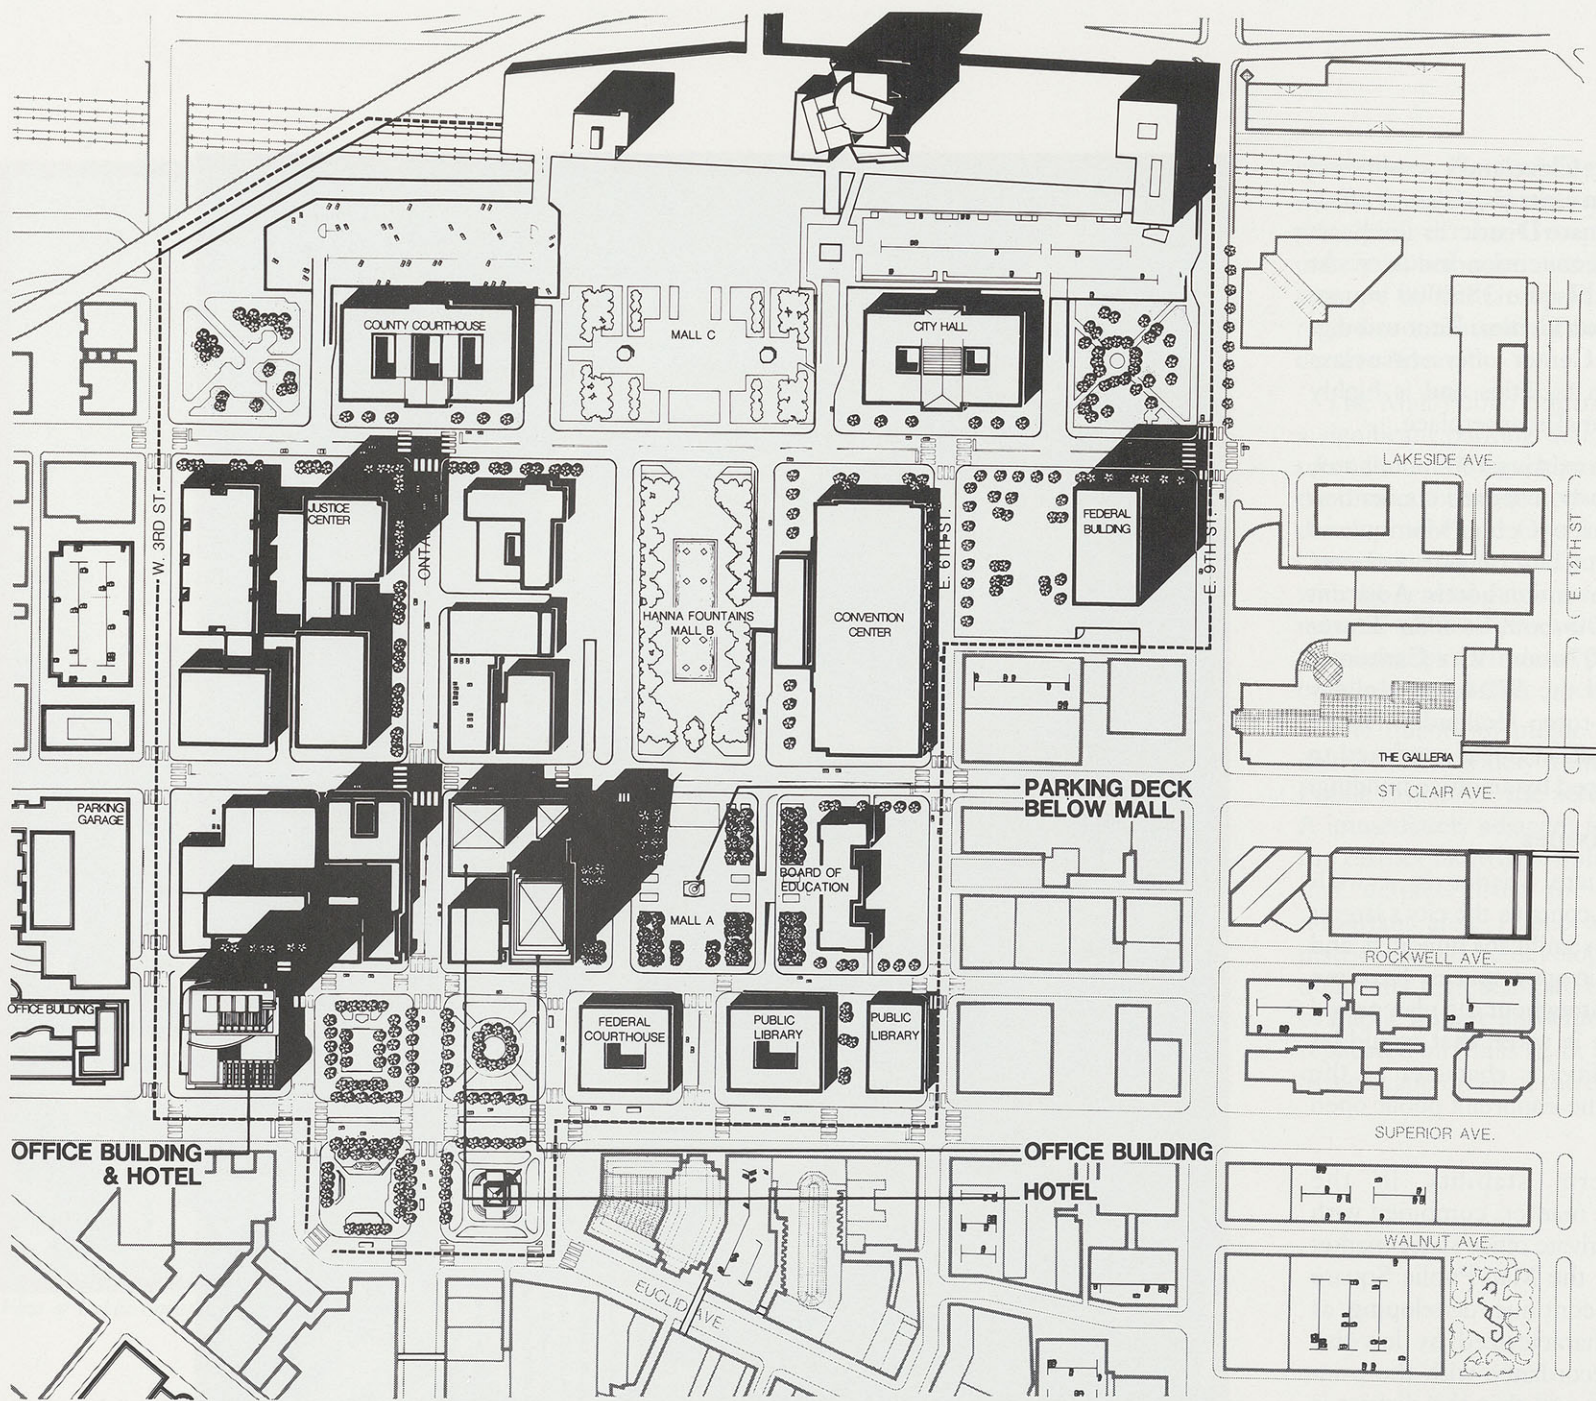 COUNTY COURTHOUSE
MALL C
CITY HALL
LAKESIDE AVE.
W. 3RD ST.
JUSTICE
CENTER
E. 6TH ST.
FEDERAL
BUILDING
E. 9TH ST.
E. 12TH ST
HANNA FOUNTAINS
MALL B
CONVENTION
CENTER
THE GALLERIA
ST. CLAIR AVE.
PARKING DECK
BELOW MALL
PARKING
GARAGE
BOARD OF
EDUCATION
MALL A
ROCKWELL AVE.
OFFICE BUILDING
FEDERAL
COURTHOUSE
PUBLIC
LIBRARY
PUBLIC
LIBRARY
SUPERIOR AVE.
OFFICE BUILDING
& HOTEL
OFFICE BUILDING
HOTEL
WALNUT AVE.
EUCLID AVE.